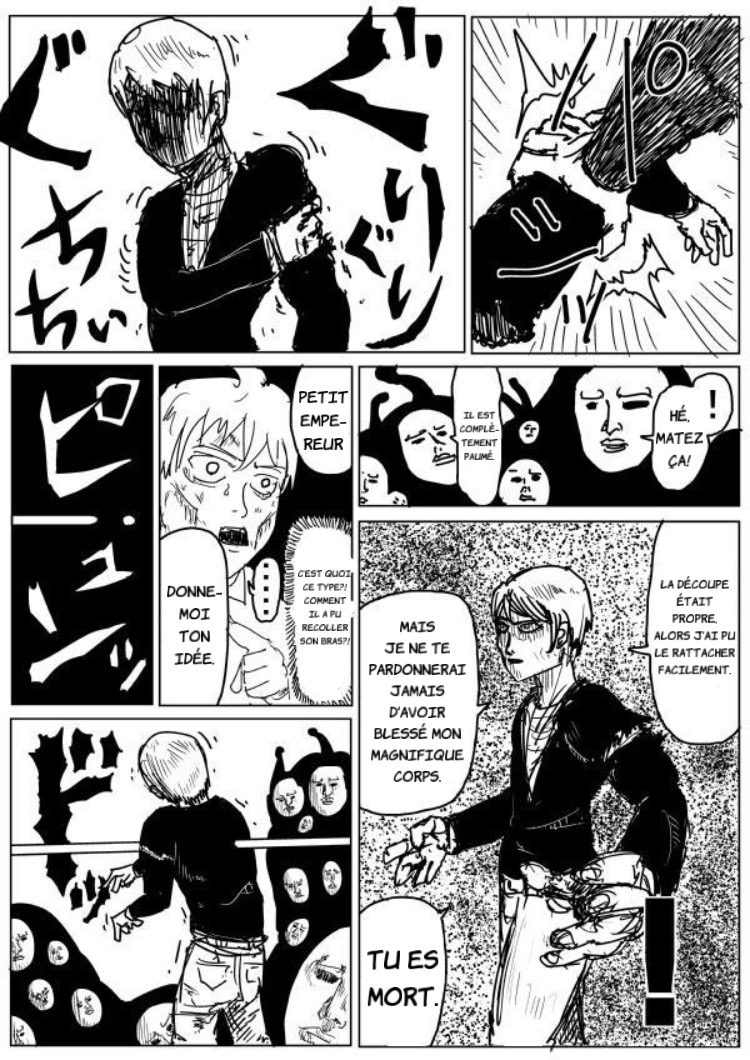 ぐ
ぐりり
ぐ
ちちぃ
!
HÉ,
MATEZ
ÇA!
IL EST
COMPLÈ-
TEMENT
PAUMÉ.
LA DÉCOUPE
ÉTAIT
PROPRE,
ALORS J'AI PU
LE RATTACHER
FACILEMENT.
MAIS
JE NE TE
PARDONNERAI
JAMAIS
D'AVOIR
BLESSÉ MON
MAGNIFIQUE
CORPS.
TU ES
MORT.
!
PETIT
EMPE-
REUR
C'EST QUOI
CE TYPE?!
COMMENT
IL A PU
RECOLLER
SON BRAS?!
DONNE-
MOI
TON
IDÉE.
ピュンッ